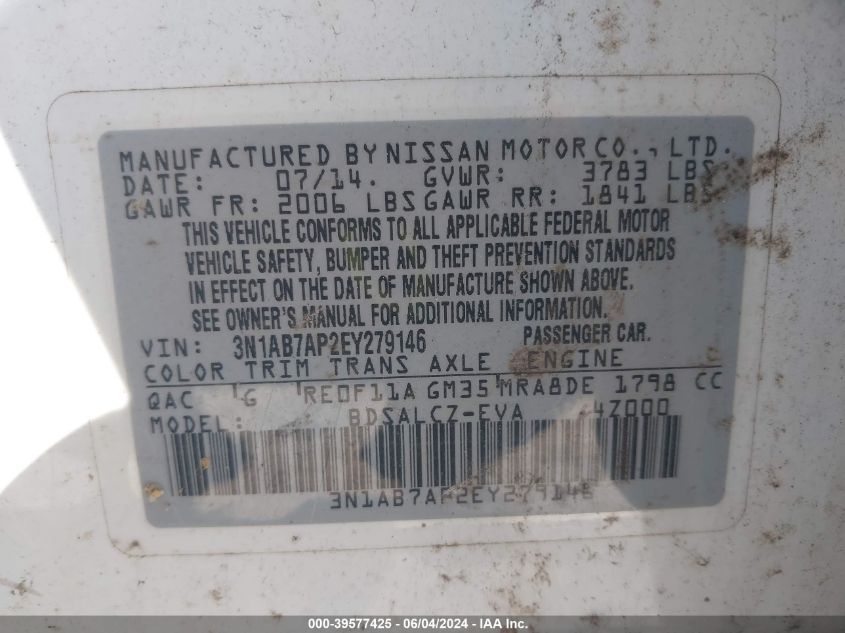 MANUFACTURED BY NISSAN MOTOR CO., LTD.
DATE: 07/14. GVWR: 3783 LBS
GAWR FR: 2006 LBS GAWR RR: 1841 LBS
THIS VEHICLE CONFORMS TO ALL APPLICABLE FEDERAL MOTOR
VEHICLE SAFETY, BUMPER AND THEFT PREVENTION STANDARDS
IN EFFECT ON THE DATE OF MANUFACTURE SHOWN ABOVE.
SEE OWNER'S MANUAL FOR ADDITIONAL INFORMATION.
VIN: 3N1AB7AP2EY279146 PASSENGER CAR.
COLOR TRIM TRANS AXLE ENGINE
QAC G RE0F11A GM35 MRA8DE 1798 CC
MODEL: BDSALCZ-EVA 4Z000
3N1AB7AP2EY279146
000-39577425 - 06/04/2024 - IAA, Inc.